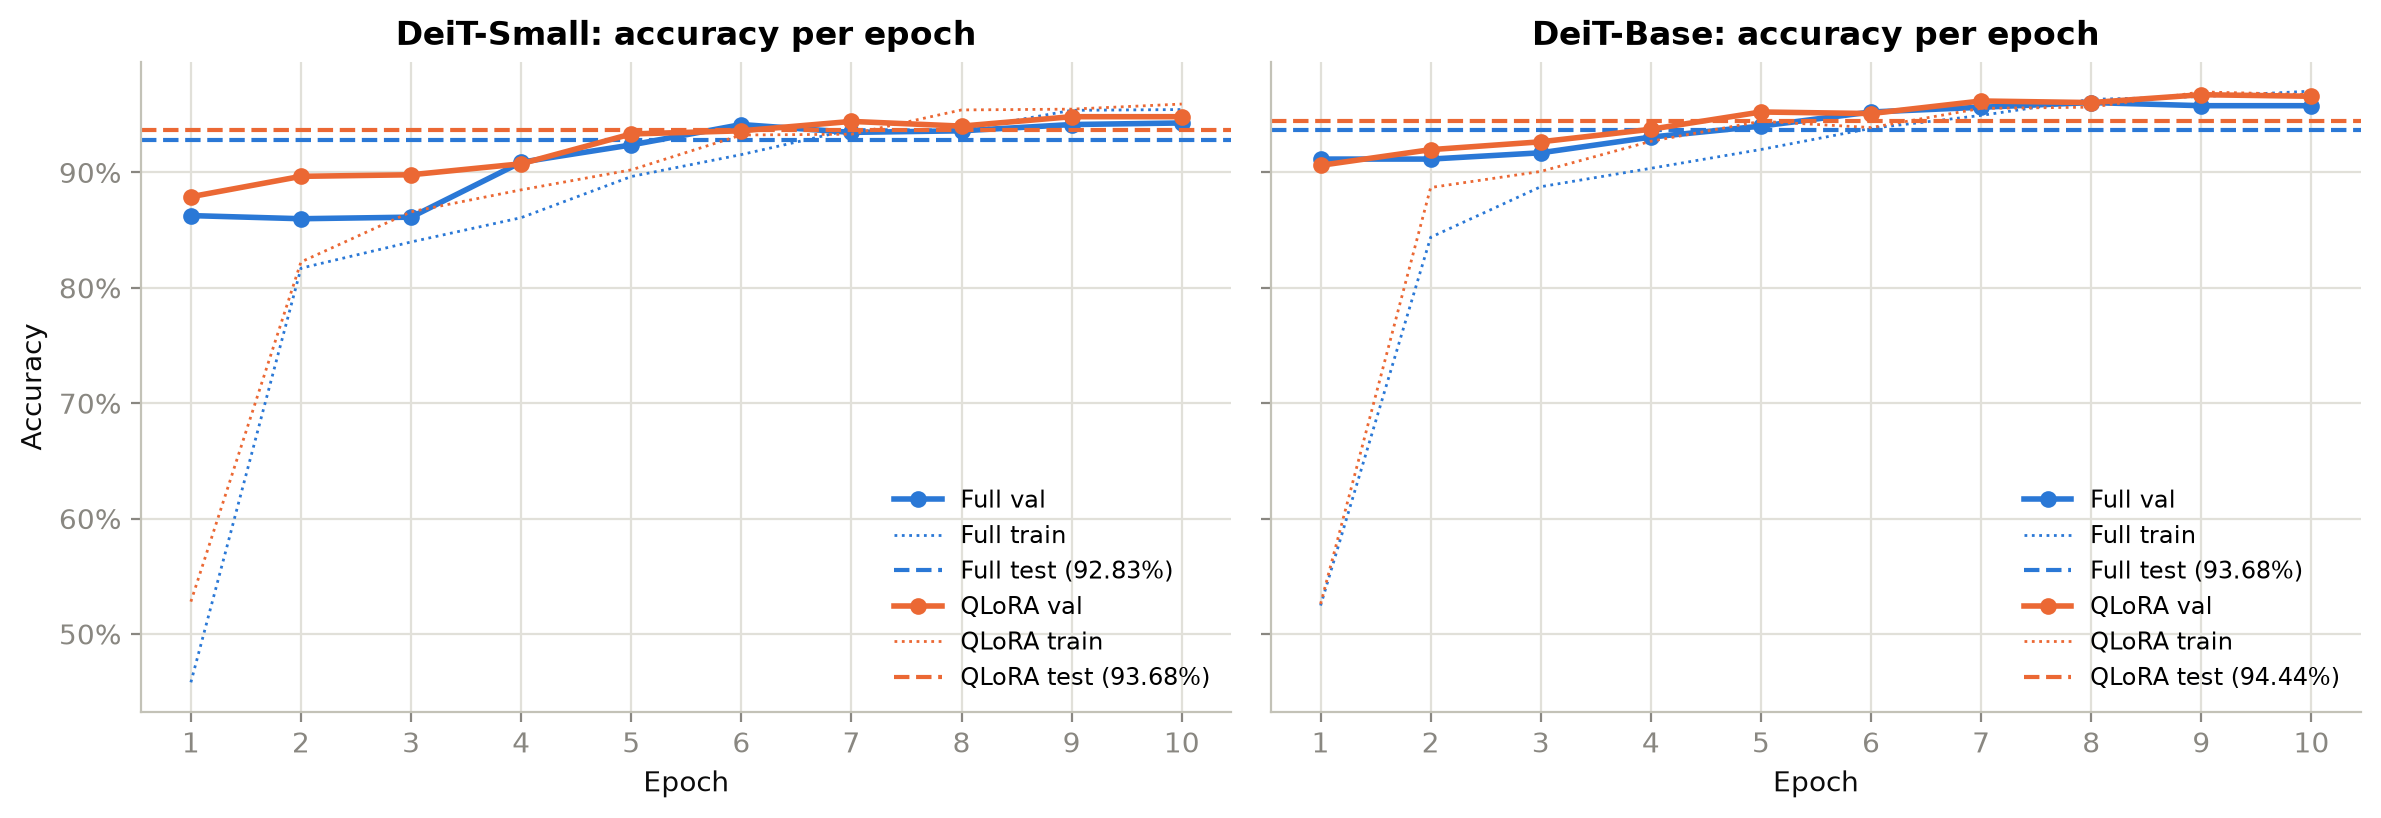 DeiT-Small: accuracy per epoch
Accuracy
90%
80%
70%
60%
50%
Full val
Full train
Full test (92.83%)
QLoRA val
QLoRA train
QLoRA test (93.68%)
1 2 3 4 5 6 7 8 9 10
Epoch
DeiT-Base: accuracy per epoch
Full val
Full train
Full test (93.68%)
QLoRA val
QLoRA train
QLoRA test (94.44%)
1 2 3 4 5 6 7 8 9 10
Epoch